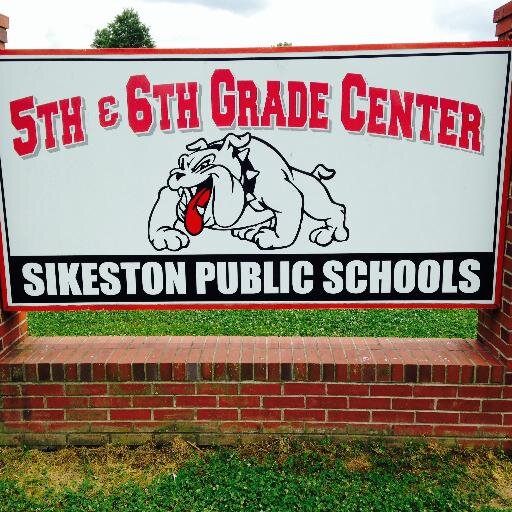 5TH & 6TH GRADE CENTER
SIKESTON PUBLIC SCHOOLS